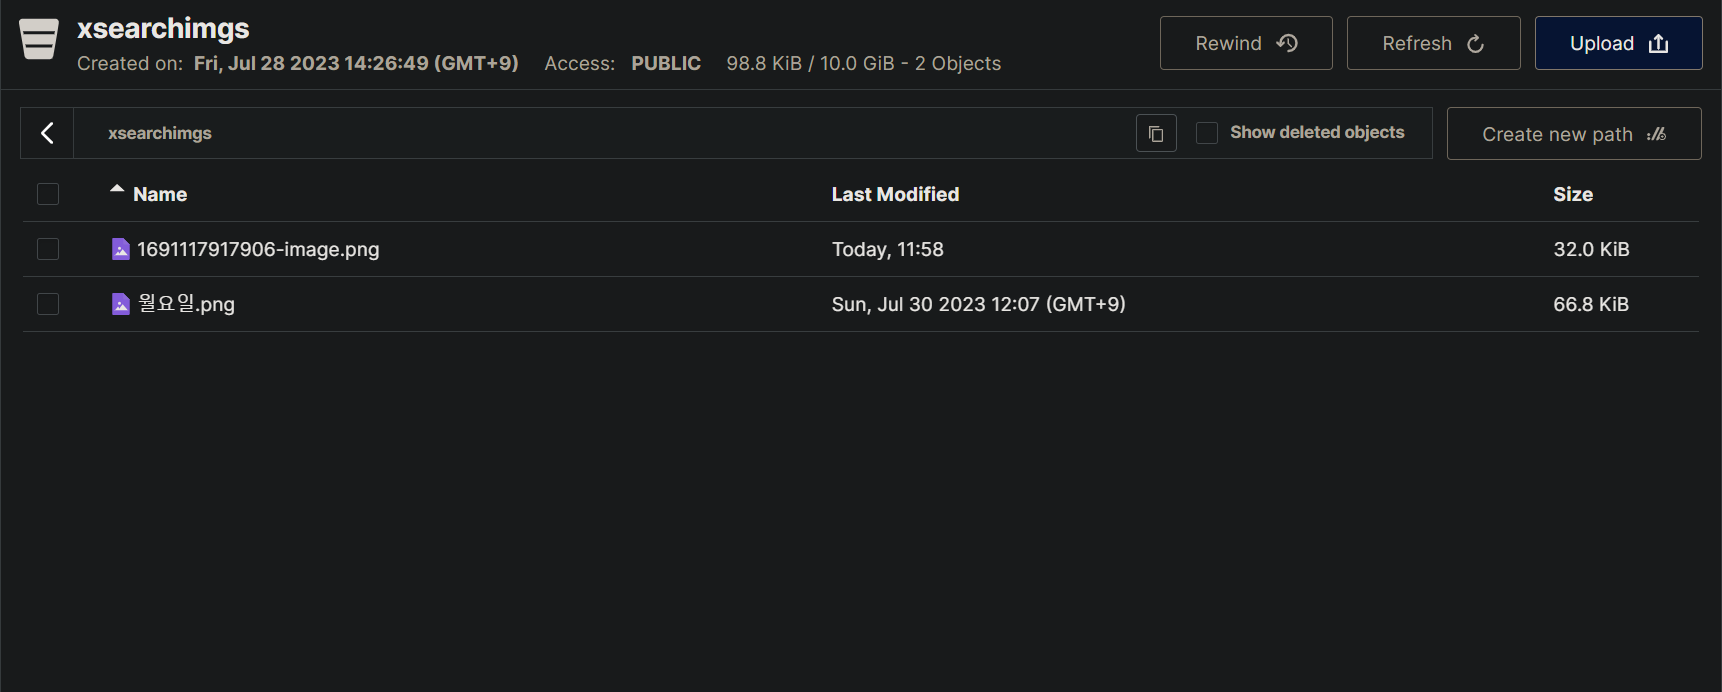 xsearchimgs
Created on: Fri, Jul 28 2023 14:26:49 (GMT+9) Access: PUBLIC 98.8 KiB / 10.0 GiB - 2 Objects
Rewind Refresh Upload
xsearchimgs Show deleted objects Create new path
Name Last Modified Size
1691117917906-image.png Today, 11:58 32.0 KiB
월요일.png Sun, Jul 30 2023 12:07 (GMT+9) 66.8 KiB